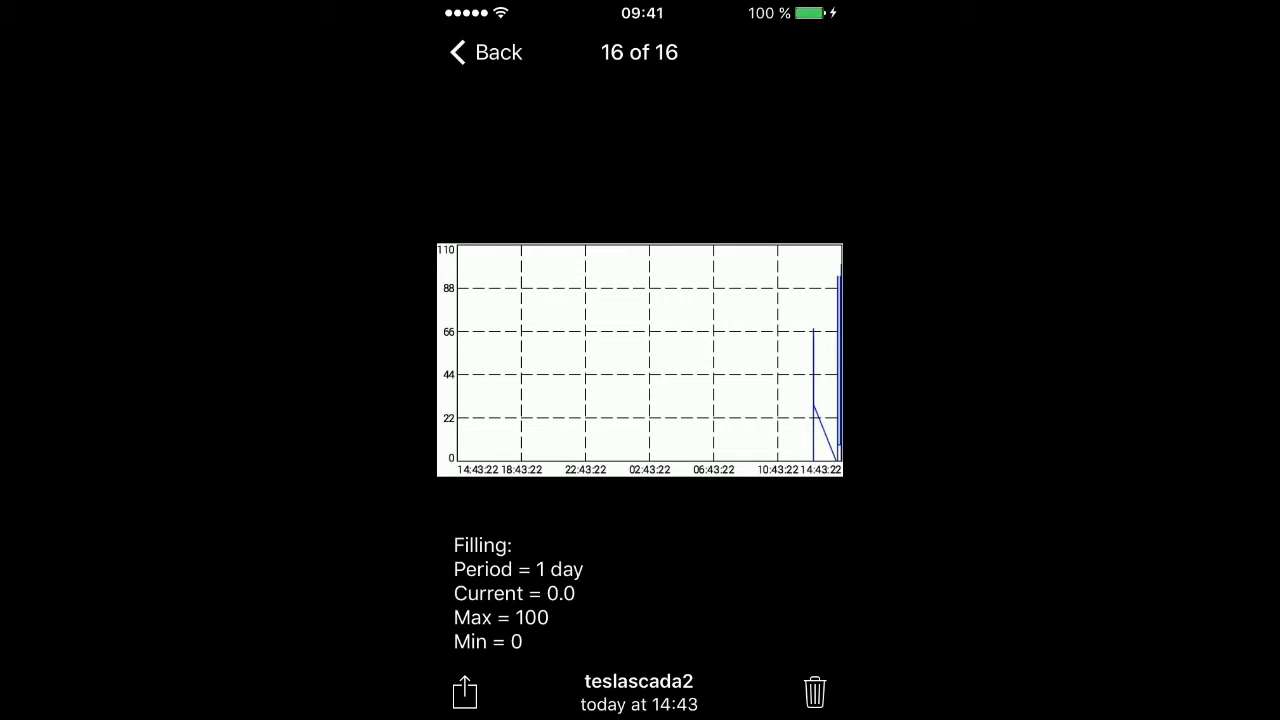 09:41
100 %
Back
16 of 16
110
88
66
44
22
0
14:43:22 18:43:22 22:43:22 02:43:22 06:43:22 10:43:22 14:43:22
Filling:
Period = 1 day
Current = 0.0
Max = 100
Min = 0
teslascada2
today at 14:43